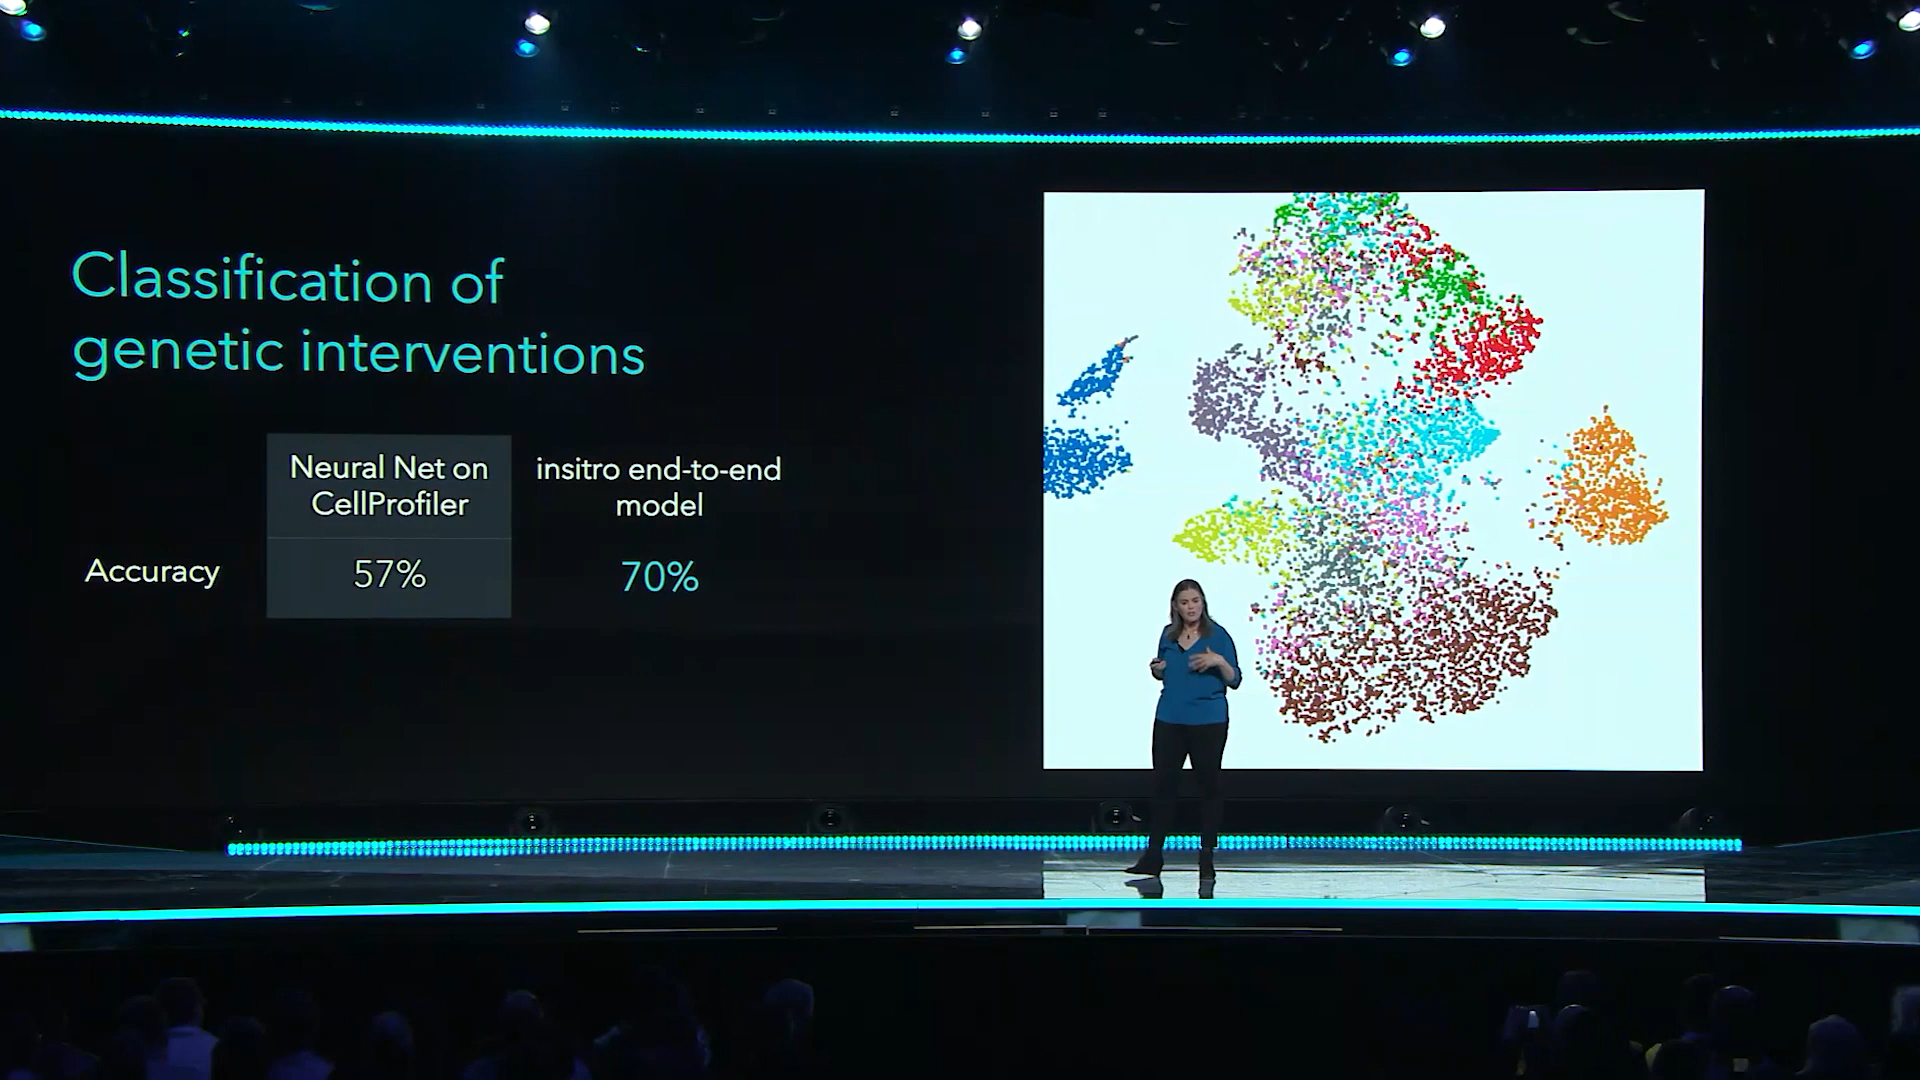 Classification of
genetic interventions
Neural Net on
CellProfiler
insitro end-to-end
model
Accuracy
57%
70%